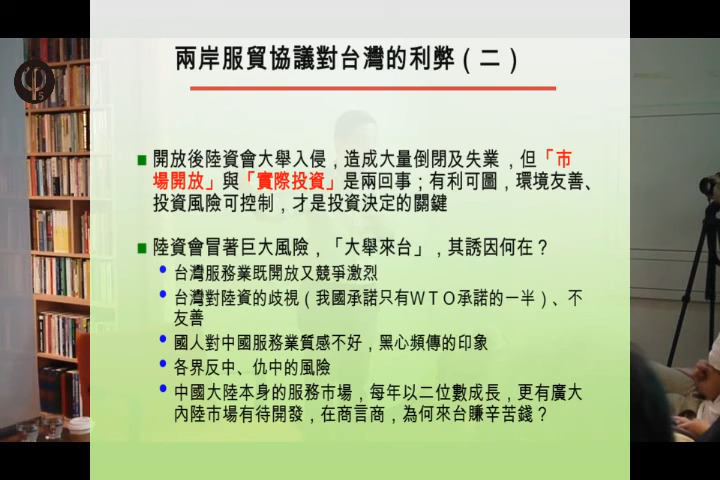 兩岸服貿協議對台灣的利弊（二）
開放後陸資會大舉入侵，造成大量倒閉及失業，但「市
場開放」與「實際投資」是兩回事；有利可圖，環境友善、
投資風險可控制，才是投資決定的關鍵
陸資會冒著巨大風險，「大舉來台」，其誘因何在？
台灣服務業既開放又競爭激烈
台灣對陸資的歧視（我國承諾只有WTO承諾的一半）、不
友善
國人對中國服務業質感不好，黑心頻傳的印象
各界反中、仇中的風險
中國大陸本身的服務市場，每年以二位數成長，更有廣大
內陸市場有待開發，在商言商，為何來台賺辛苦錢？